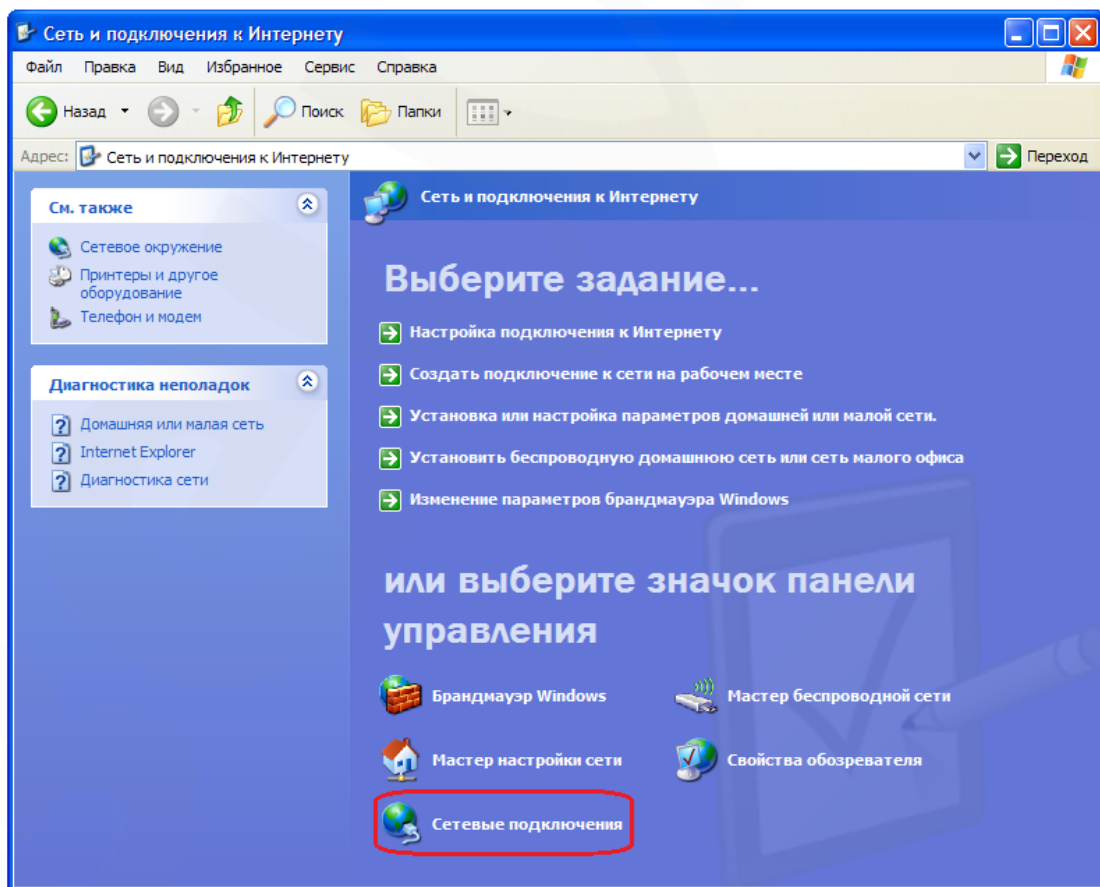 Сеть и подключения к Интернету
Файл Правка Вид Избранное Сервис Справка
Назад Поиск Папки
Адрес: Сеть и подключения к Интернету Переход
См. также
Сетевое окружение
Принтеры и другое
оборудование
Телефон и модем
Диагностика неполадок
Домашняя или малая сеть
Internet Explorer
Диагностика сети
Сеть и подключения к Интернету
Выберите задание...
Настройка подключения к Интернету
Создать подключение к сети на рабочем месте
Установка или настройка параметров домашней или малой сети.
Установить беспроводную домашнюю сеть или сеть малого офиса
Изменение параметров брандмауэра Windows
или выберите значок панели
управления
Брандмауэр Windows
Мастер беспроводной сети
Мастер настройки сети
Свойства обозревателя
Сетевые подключения